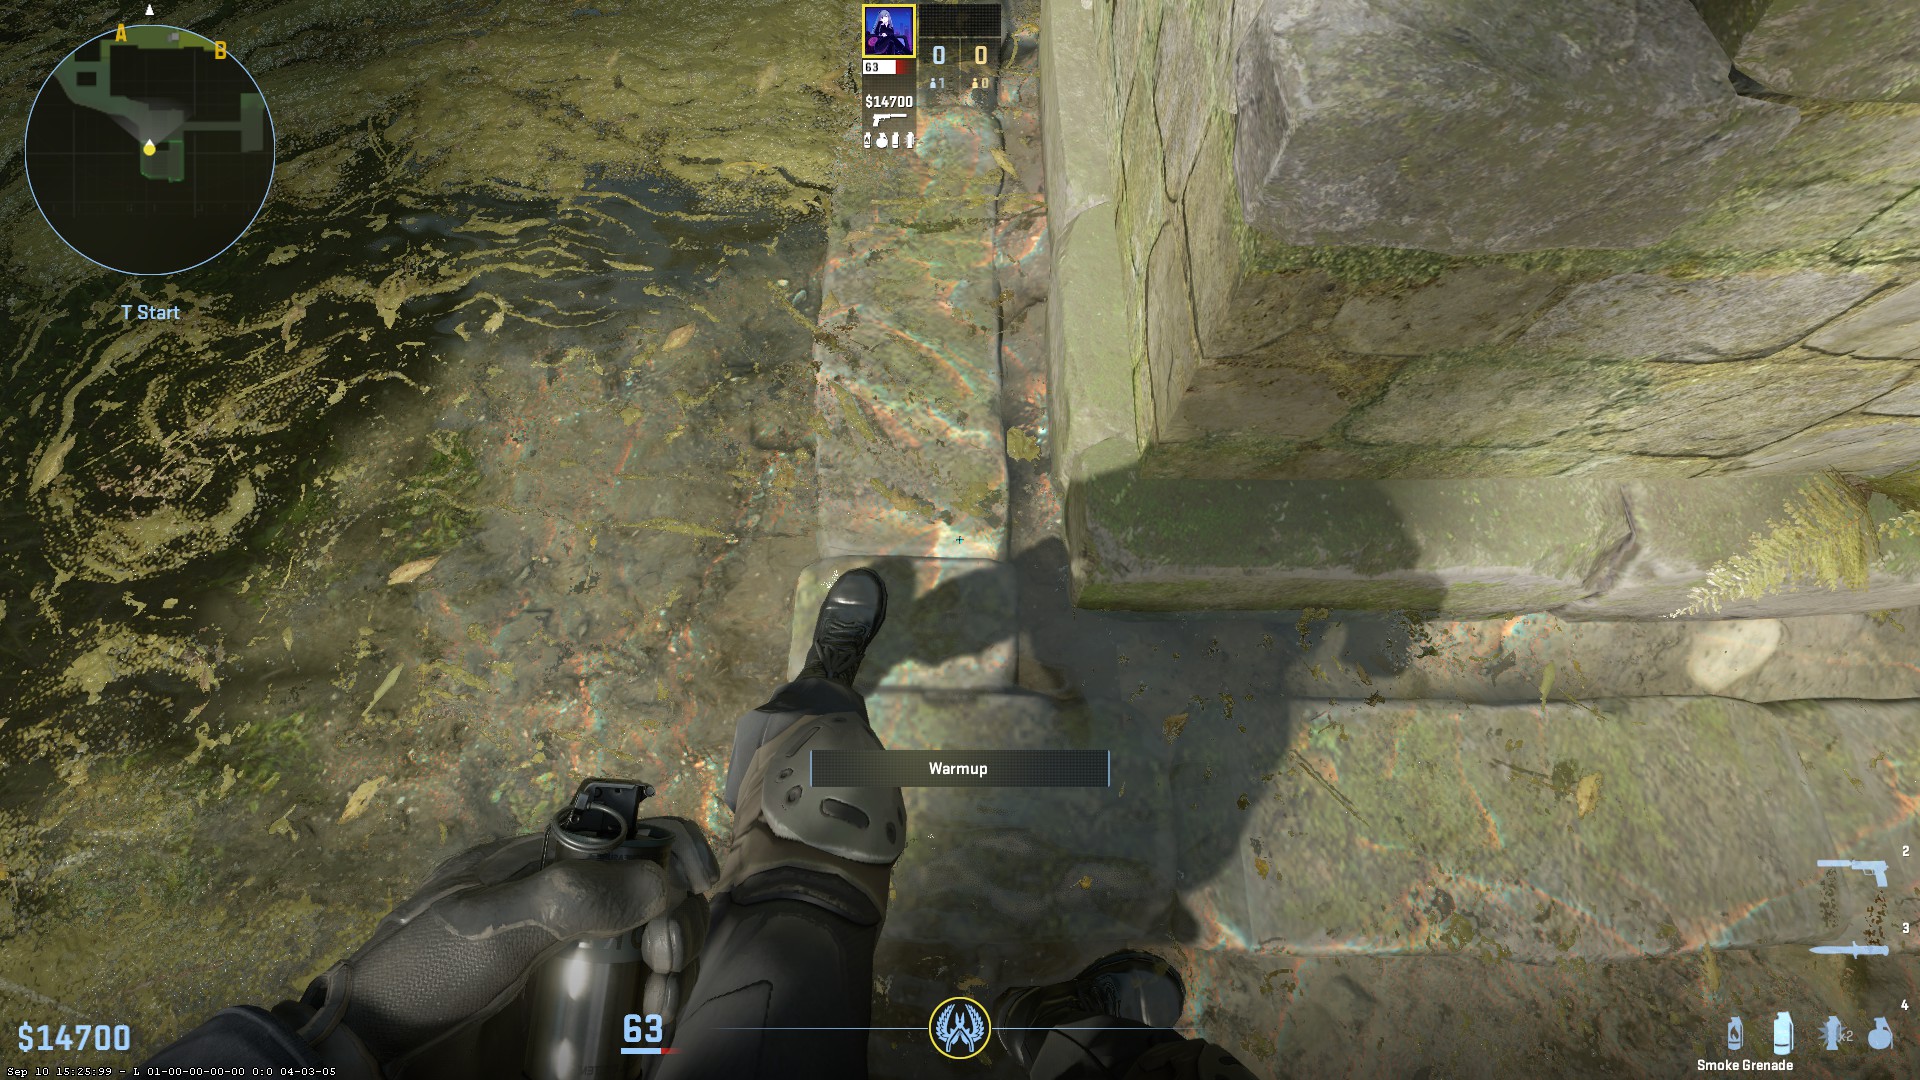 A
B
T Start
63
0 0
1 0
$14700
Warmup
2
3
4
x2
Smoke Grenade
$14700
63
Sep 10 15:25:99 - L 01-00-00-00-00 0:0 04-03-05